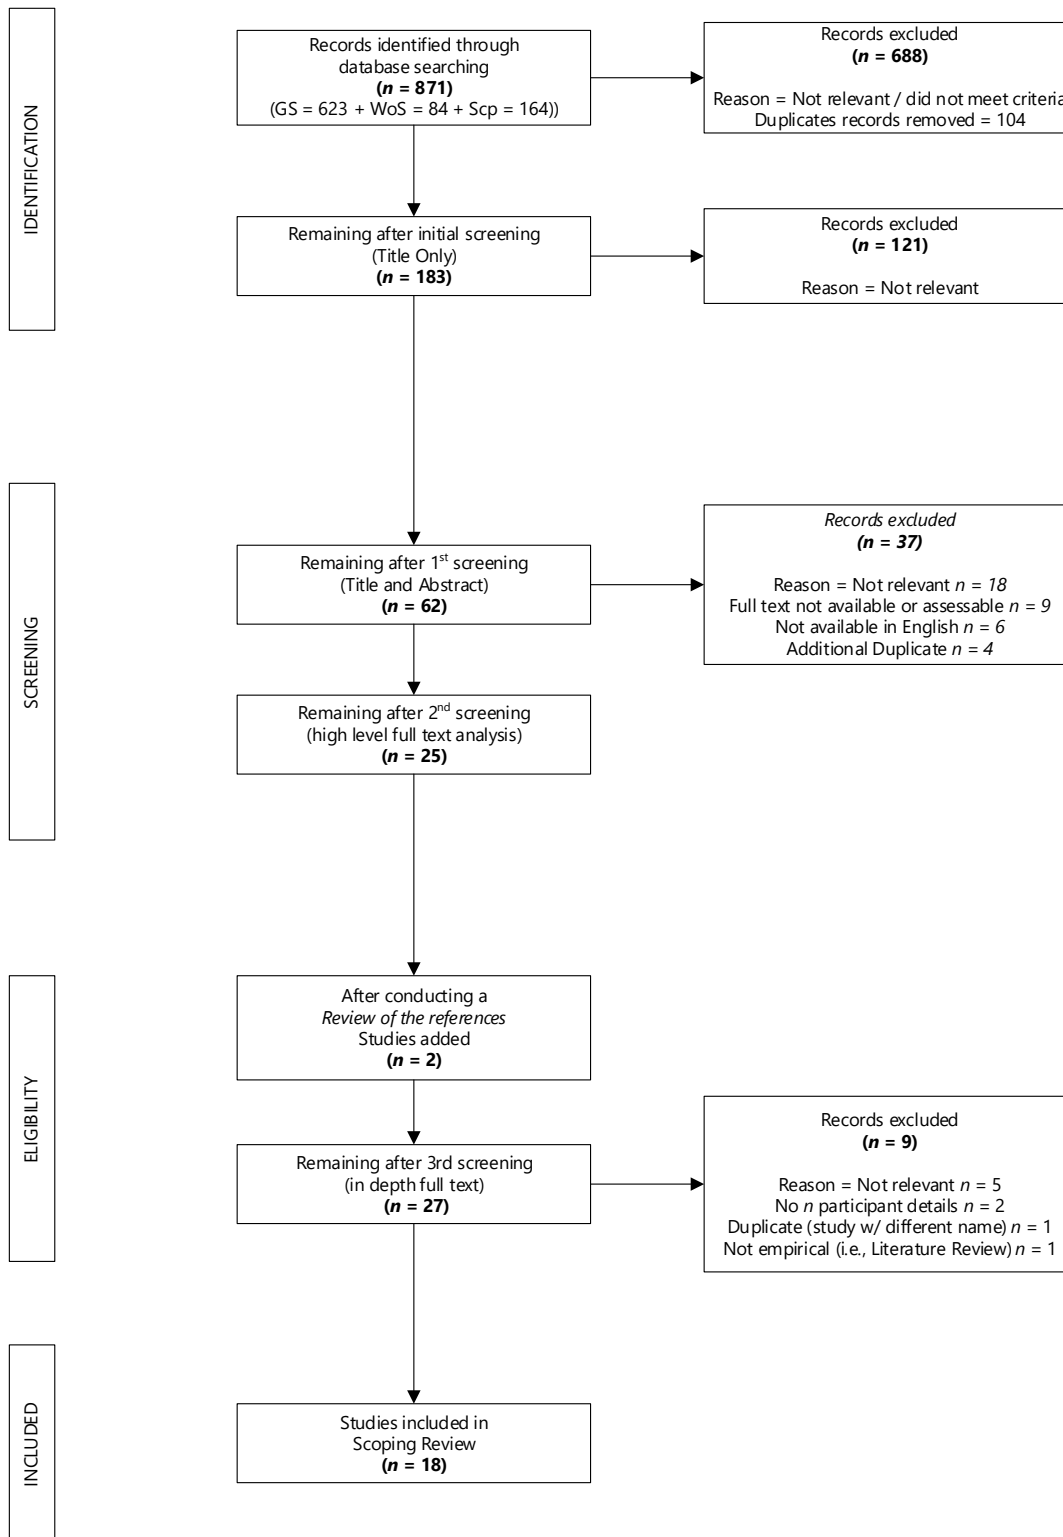 IDENTIFICATION
Records identified through
database searching
(n = 871)
(GS = 623 + WoS = 84 + Scp = 164))
Records excluded
(n = 688)
Reason = Not relevant / did not meet criteria
Duplicates records removed = 104
Remaining after initial screening
(Title Only)
(n = 183)
Records excluded
(n = 121)
Reason = Not relevant
SCREENING
Remaining after 1st screening
(Title and Abstract)
(n = 62)
Records excluded
(n = 37)
Reason = Not relevant n = 18
Full text not available or assessable n = 9
Not available in English n = 6
Additional Duplicate n = 4
Remaining after 2nd screening
(high level full text analysis)
(n = 25)
ELIGIBILITY
After conducting a
Review of the references
Studies added
(n = 2)
Remaining after 3rd screening
(in depth full text)
(n = 27)
Records excluded
(n = 9)
Reason = Not relevant n = 5
No n participant details n = 2
Duplicate (study w/ different name) n = 1
Not empirical (i.e., Literature Review) n = 1
INCLUDED
Studies included in
Scoping Review
(n = 18)